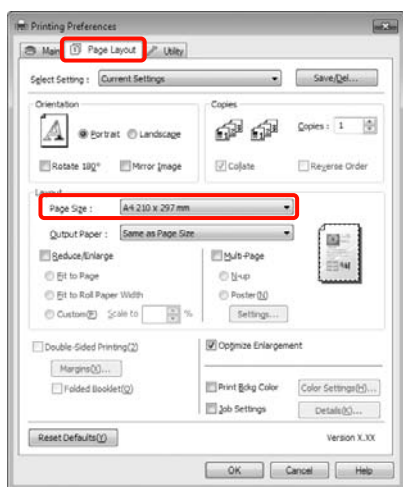 Printing Preferences
Main Page Layout Utility
Select Setting : Current Settings Save/Del...
Orientation Copies
Portrait Landscape Copies : 1
Rotate 180° Mirror Image Collate Reverse Order
Layout
Page Size : A4 210 x 297 mm
Output Paper : Same as Page Size
Reduce/Enlarge Multi-Page
Fit to Page N-up
Fit to Roll Paper Width Poster(N)
Custom(F) Scale to % Settings...
Double-Sided Printing(2) Optimize Enlargement
Margins(X)...
Folded Booklet(Q) Print Bckg Color Color Settings(H)...
Job Settings Details(K)...
Reset Defaults(Y) Version X.XX
OK Cancel Help